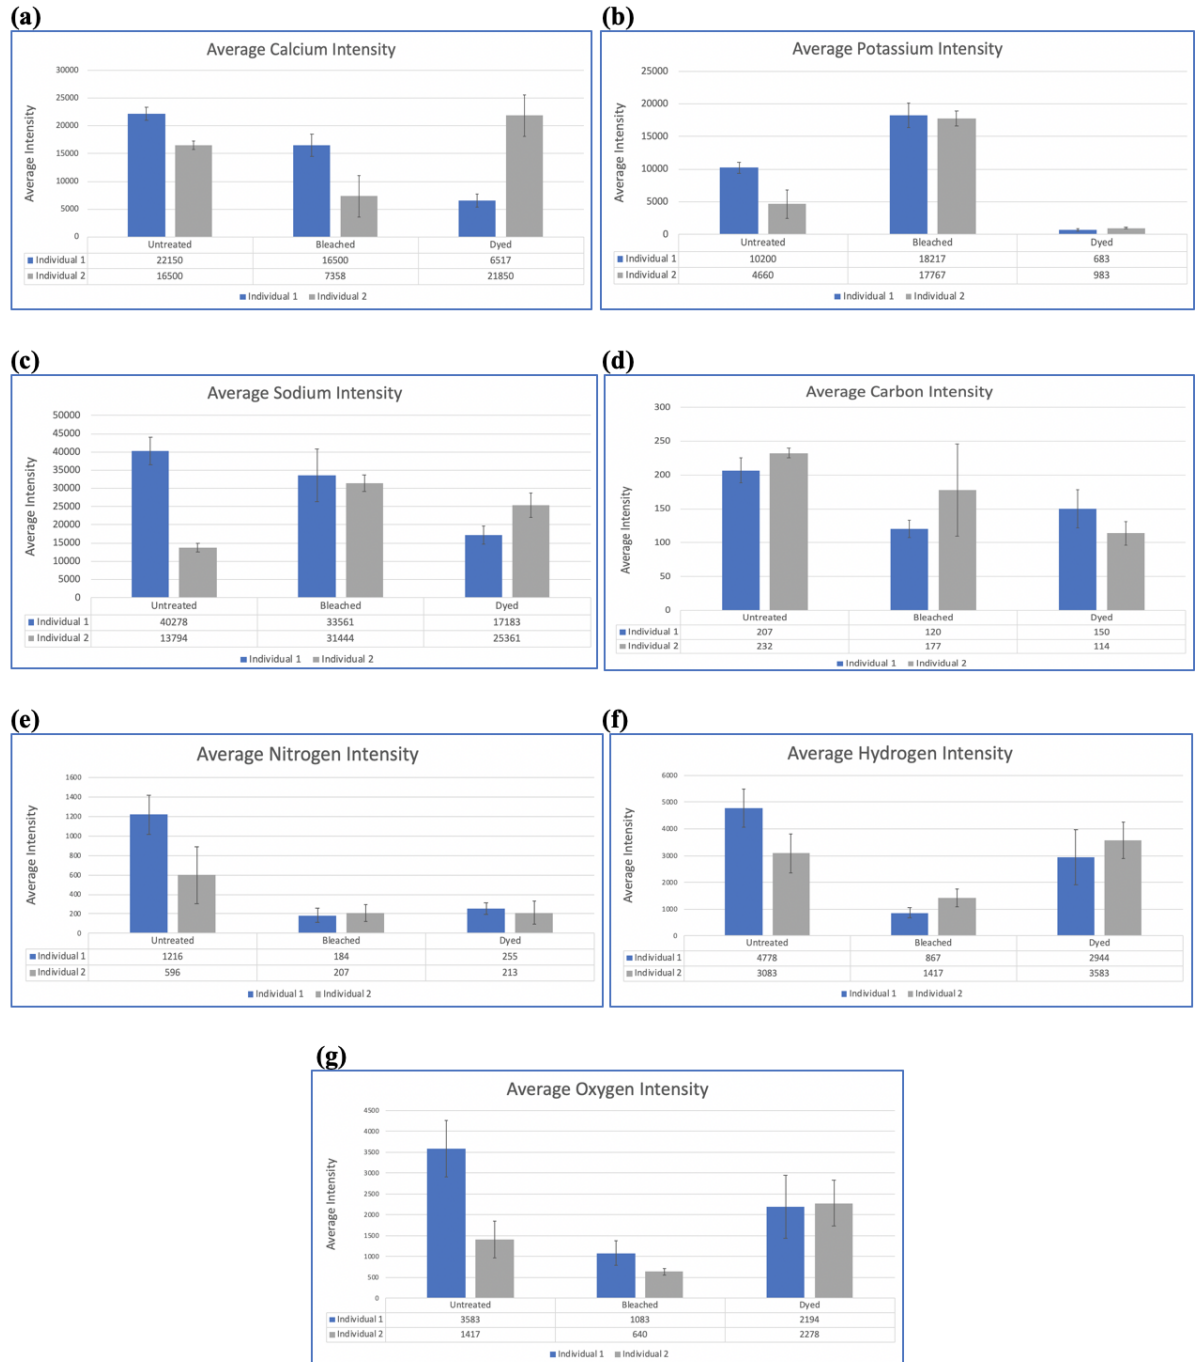 (a)
Average Calcium Intensity
Average Intensity
30000
25000
20000
15000
10000
5000
0
Untreated Bleached Dyed
Individual 1 22150 16500 6517
Individual 2 16500 7358 21850
Individual 1 Individual 2
(b)
Average Potassium Intensity
Average Intensity
25000
20000
15000
10000
5000
0
Untreated Bleached Dyed
Individual 1 10200 18217 683
Individual 2 4660 17767 983
Individual 1 Individual 2
(c)
Average Sodium Intensity
Average Intensity
50000
45000
40000
35000
30000
25000
20000
15000
10000
5000
0
Untreated Bleached Dyed
Individual 1 40278 33561 17183
Individual 2 13794 31444 25361
Individual 1 Individual 2
(d)
Average Carbon Intensity
Average Intensity
300
250
200
150
100
50
0
Untreated Bleached Dyed
Individual 1 207 120 150
Individual 2 232 177 114
Individual 1 Individual 2
(e)
Average Nitrogen Intensity
Average Intensity
1600
1400
1200
1000
800
600
400
200
0
Untreated Bleached Dyed
Individual 1 1216 184 255
Individual 2 596 207 213
Individual 1 Individual 2
(f)
Average Hydrogen Intensity
Average Intensity
6000
5000
4000
3000
2000
1000
0
Untreated Bleached Dyed
Individual 1 4778 867 2944
Individual 2 3083 1417 3583
Individual 1 Individual 2
(g)
Average Oxygen Intensity
Average Intensity
4500
4000
3500
3000
2500
2000
1500
1000
500
0
Untreated Bleached Dyed
Individual 1 3583 1083 2194
Individual 2 1417 640 2278
Individual 1 Individual 2